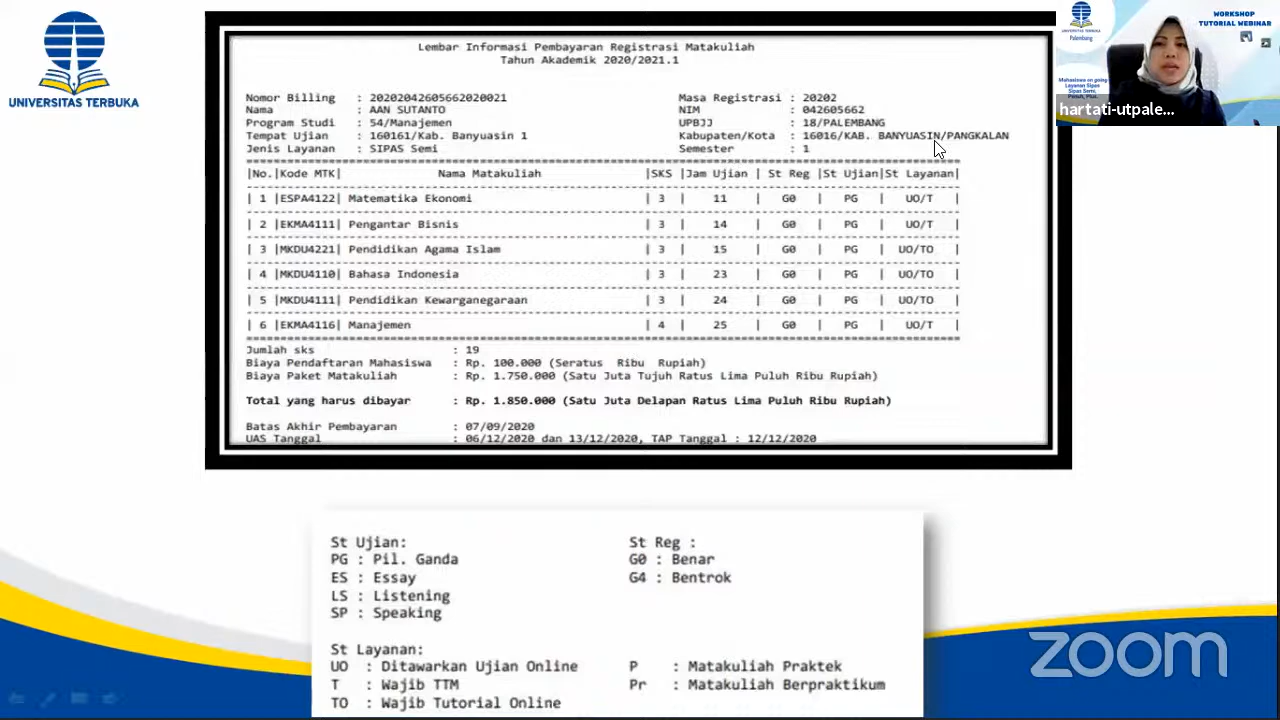 UNIVERSITAS TERBUKA
Lembar Informasi Pembayaran Registrasi Matakuliah
Tahun Akademik 2020/2021.1
Nomor Billing : 20202042605662020021 Masa Registrasi : 20202
Nama : AAN SUTANTO NIM : 042605662
Program Studi : 54/Manajemen UPBJJ : 18/PALEMBANG
Tempat Ujian : 160161/Kab. Banyuasin 1 Kabupaten/Kota : 16016/KAB. BANYUASIN/PANGKALAN
Jenis Layanan : SIPAS Semi Semester : 1
|No.|Kode MTK| Nama Matakuliah |SKS |Jam Ujian | St Reg |St Ujian|St Layanan|
| 1 |ESPA4122| Matematika Ekonomi | 3 | 11 | G0 | PG | UO/T |
| 2 |EKMA4111| Pengantar Bisnis | 3 | 14 | G0 | PG | UO/T |
| 3 |MKDU4221| Pendidikan Agama Islam | 3 | 15 | G0 | PG | UO/TO |
| 4 |MKDU4110| Bahasa Indonesia | 3 | 23 | G0 | PG | UO/TO |
| 5 |MKDU4111| Pendidikan Kewarganegaraan | 3 | 24 | G0 | PG | UO/TO |
| 6 |EKMA4116| Manajemen | 4 | 25 | G0 | PG | UO/T |
Jumlah sks : 19
Biaya Pendaftaran Mahasiswa : Rp. 100.000 (Seratus Ribu Rupiah)
Biaya Paket Matakuliah : Rp. 1.750.000 (Satu Juta Tujuh Ratus Lima Puluh Ribu Rupiah)
Total yang harus dibayar : Rp. 1.850.000 (Satu Juta Delapan Ratus Lima Puluh Ribu Rupiah)
Batas Akhir Pembayaran : 07/09/2020
UAS Tanggal : 06/12/2020 dan 13/12/2020, TAP Tanggal : 12/12/2020
UNIVERSITAS TERBUKA
Palembang
WORKSHOP
TUTORIAL WEBINAR
Mahasiswa on going
Layanan Sipas
Sipas Semi,
hartati-utpale...
St Ujian: St Reg :
PG : Pil. Ganda G0 : Benar
ES : Essay G4 : Bentrok
LS : Listening
SP : Speaking
St Layanan:
UO : Ditawarkan Ujian Online P : Matakuliah Praktek
T : Wajib TTM Pr : Matakuliah Berpraktikum
TO : Wajib Tutorial Online
zoom